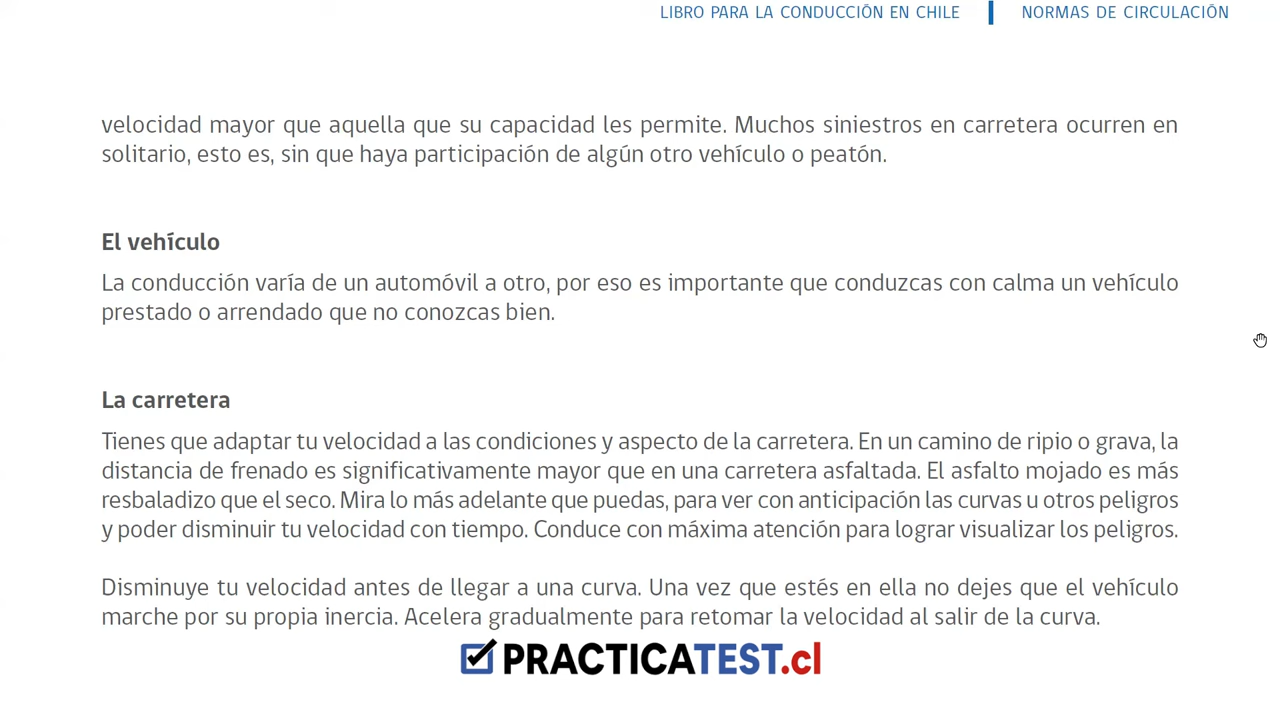 LIBRO PARA LA CONDUCCIÓN EN CHILE | NORMAS DE CIRCULACIÓN
velocidad mayor que aquella que su capacidad les permite. Muchos siniestros en carretera ocurren en
solitario, esto es, sin que haya participación de algún otro vehículo o peatón.
El vehículo
La conducción varía de un automóvil a otro, por eso es importante que conduzcas con calma un vehículo
prestado o arrendado que no conozcas bien.
La carretera
Tienes que adaptar tu velocidad a las condiciones y aspecto de la carretera. En un camino de ripio o grava, la
distancia de frenado es significativamente mayor que en una carretera asfaltada. El asfalto mojado es más
resbaladizo que el seco. Mira lo más adelante que puedas, para ver con anticipación las curvas u otros peligros
y poder disminuir tu velocidad con tiempo. Conduce con máxima atención para lograr visualizar los peligros.
Disminuye tu velocidad antes de llegar a una curva. Una vez que estés en ella no dejes que el vehículo
marche por su propia inercia. Acelera gradualmente para retomar la velocidad al salir de la curva.
PRACTICATEST.cl